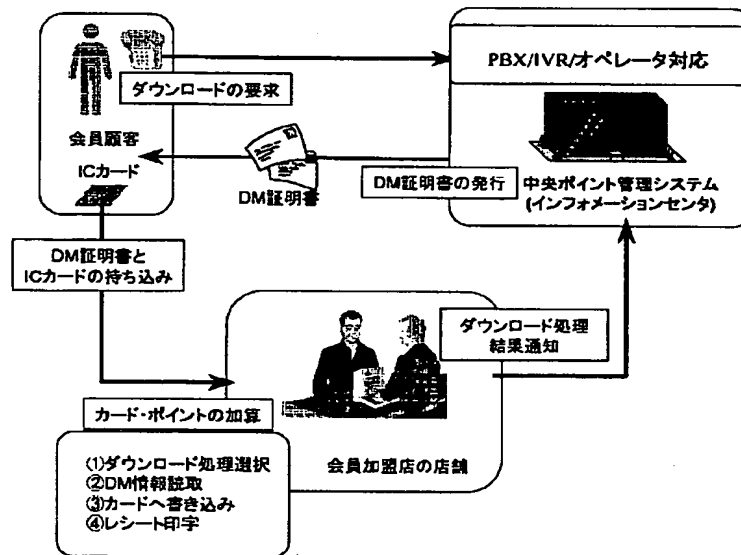 PBX/IVR/オペレータ対応
ダウンロードの要求
会員顧客
ICカード
DM証明書
DM証明書の発行
中央ポイント管理システム
(インフォメーションセンタ)
DM証明書と
ICカードの持ち込み
ダウンロード処理
結果通知
カード・ポイントの加算
会員加盟店の店舗
(1)ダウンロード処理選択
②DM情報読取
③カードへ書き込み
④レシート印字